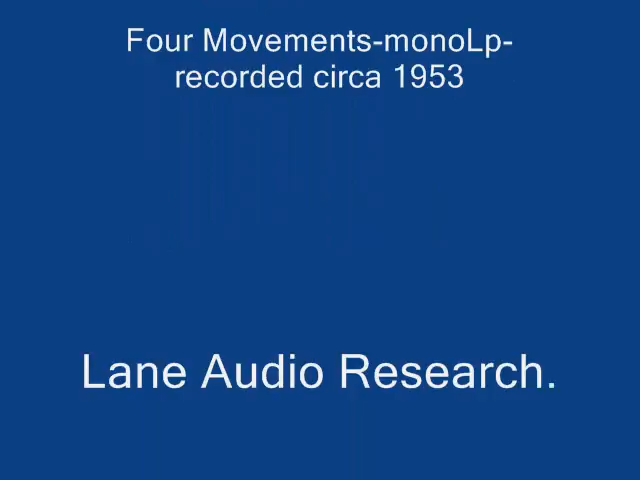 Four Movements-monoLp-
recorded circa 1953
Lane Audio Research.